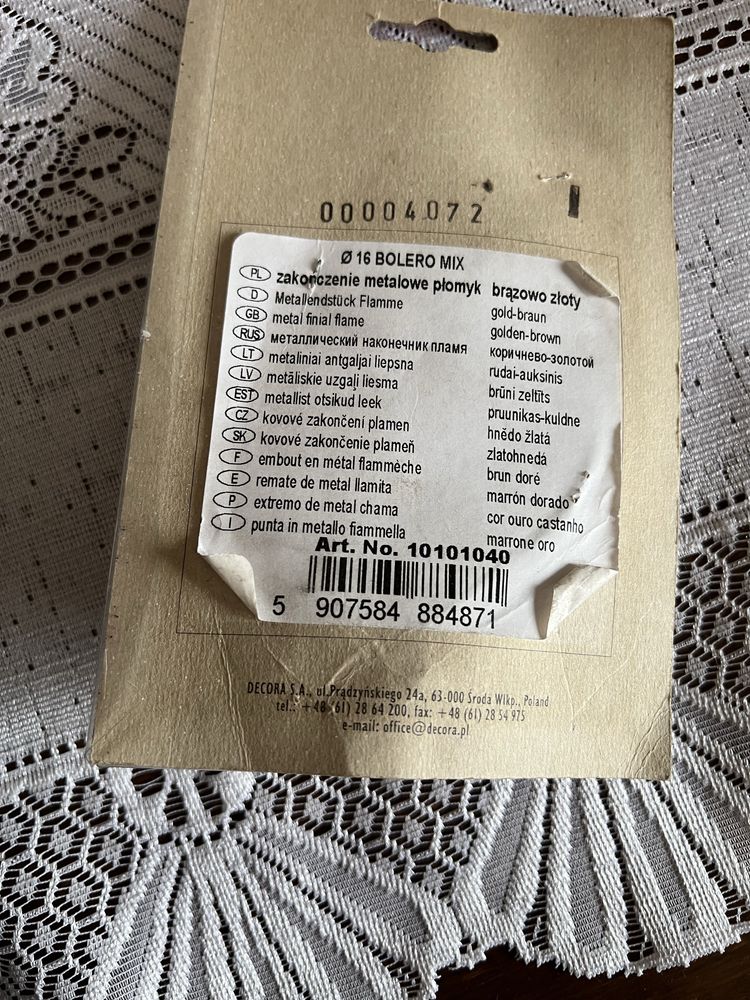 00004072
Ø 16 BOLERO MIX
PL zakończenie metalowe płomyk brązowo złoty
D Metallendstück Flamme gold-braun
GB metal finial flame golden-brown
RUS металлический наконечник пламя коричнево-золотой
LT metaliniai antgaljai liepsna rudai-auksinis
LV metāliskie uzgaļi liesma brūni zeltīts
EST metallist otsikud leek pruunikas-kuldne
CZ kovové zakončení plamen hnědo žlatá
SK kovové zakončenie plameň zlatohnedá
F embout en métal flammèche brun doré
E remate de metal llamita marrón dorado
P extremo de metal chama cor ouro castanho
I punta in metallo fiammella marrone oro
Art. No. 10101040
5 907584 884871
DECORA S.A., ul.Prądzyńskiego 24a, 63-000 Środa Wlkp., Poland
tel.: +48 (61) 28 64 200, fax: +48 (61) 28 54 975
e-mail: office@decora.pl